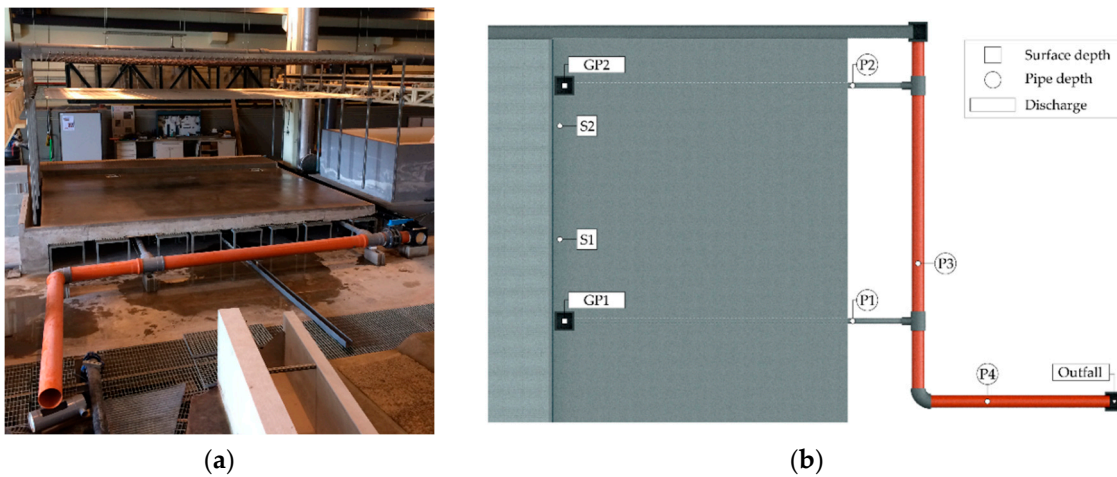 GP2
P2
S2
S1
GP1
P1
P3
P4
Outfall
Surface depth
Pipe depth
Discharge
(a)
(b)